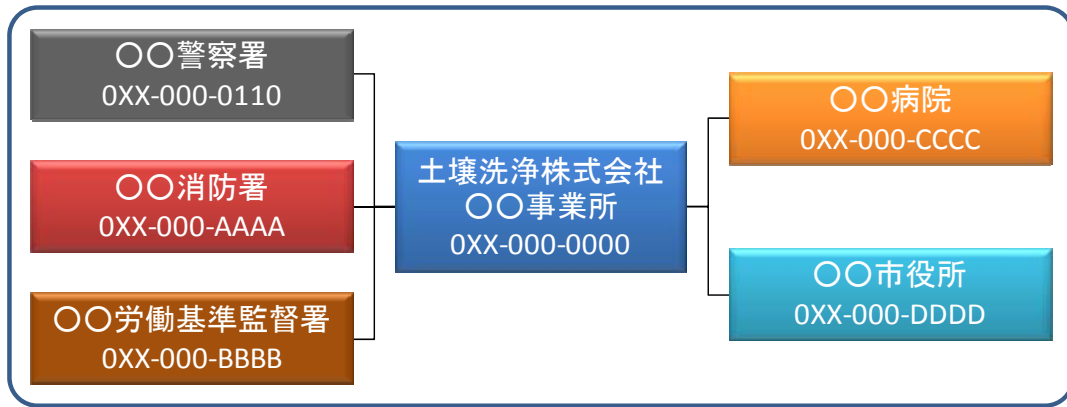 〇〇警察署
0XX-000-0110
〇〇消防署
0XX-000-AAAA
〇〇労働基準監督署
0XX-000-BBBB
土壌洗浄株式会社
〇〇事業所
0XX-000-0000
〇〇病院
0XX-000-CCCC
〇〇市役所
0XX-000-DDDD